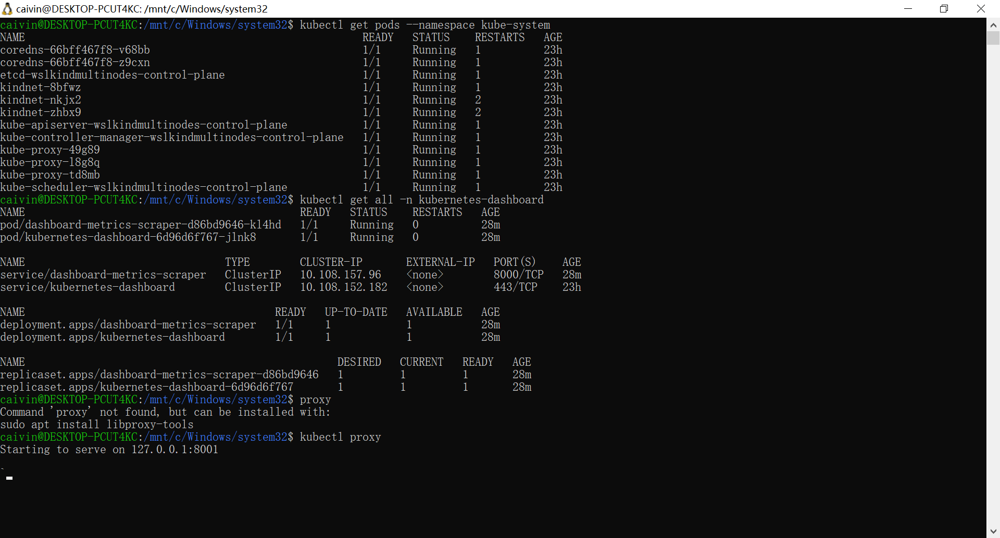 caivin@DESKTOP-PCUT4KC: /mnt/c/Windows/system32
caivin@DESKTOP-PCUT4KC:/mnt/c/Windows/system32$ kubectl get pods --namespace kube-system
NAME READY STATUS RESTARTS AGE
coredns-66bff467f8-v68bb 1/1 Running 1 23h
coredns-66bff467f8-z9cxn 1/1 Running 1 23h
etcd-wslkindmultinodes-control-plane 1/1 Running 1 23h
kindnet-8bfwz 1/1 Running 1 23h
kindnet-nkjx2 1/1 Running 2 23h
kindnet-zhbx9 1/1 Running 2 23h
kube-apiserver-wslkindmultinodes-control-plane 1/1 Running 1 23h
kube-controller-manager-wslkindmultinodes-control-plane 1/1 Running 1 23h
kube-proxy-49g89 1/1 Running 1 23h
kube-proxy-l8g8q 1/1 Running 1 23h
kube-proxy-td8mb 1/1 Running 1 23h
kube-scheduler-wslkindmultinodes-control-plane 1/1 Running 1 23h
caivin@DESKTOP-PCUT4KC:/mnt/c/Windows/system32$ kubectl get all -n kubernetes-dashboard
NAME READY STATUS RESTARTS AGE
pod/dashboard-metrics-scraper-d86bd9646-kl4hd 1/1 Running 0 28m
pod/kubernetes-dashboard-6d96d6f767-jlnk8 1/1 Running 0 28m
NAME TYPE CLUSTER-IP EXTERNAL-IP PORT(S) AGE
service/dashboard-metrics-scraper ClusterIP 10.108.157.96 <none> 8000/TCP 28m
service/kubernetes-dashboard ClusterIP 10.108.152.182 <none> 443/TCP 23h
NAME READY UP-TO-DATE AVAILABLE AGE
deployment.apps/dashboard-metrics-scraper 1/1 1 1 28m
deployment.apps/kubernetes-dashboard 1/1 1 1 28m
NAME DESIRED CURRENT READY AGE
replicaset.apps/dashboard-metrics-scraper-d86bd9646 1 1 1 28m
replicaset.apps/kubernetes-dashboard-6d96d6f767 1 1 1 28m
caivin@DESKTOP-PCUT4KC:/mnt/c/Windows/system32$ proxy
Command 'proxy' not found, but can be installed with:
sudo apt install libproxy-tools
caivin@DESKTOP-PCUT4KC:/mnt/c/Windows/system32$ kubectl proxy
Starting to serve on 127.0.0.1:8001
`